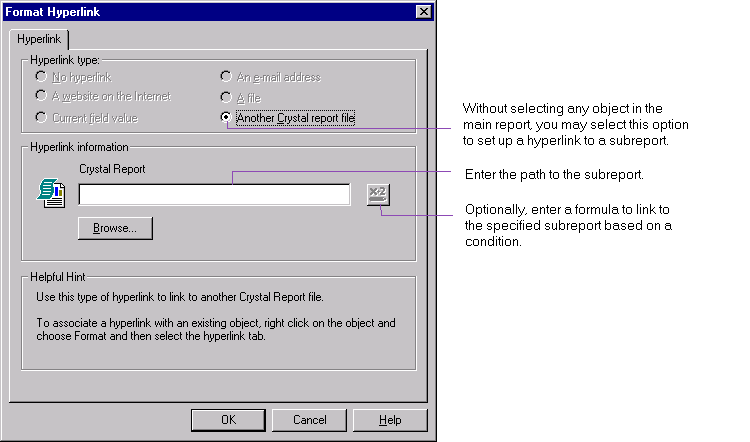 Format Hyperlink
Hyperlink
Hyperlink type:
No hyperlink
An e-mail address
A website on the Internet
A file
Current field value
Another Crystal report file
Without selecting any object in the
main report, you may select this option
to set up a hyperlink to a subreport.
Hyperlink information
Crystal Report
Enter the path to the subreport.
X·2
Browse...
Optionally, enter a formula to link to
the specified subreport based on a
condition.
Helpful Hint
Use this type of hyperlink to link to another Crystal Report file.
To associate a hyperlink with an existing object, right click on the object and
choose Format and then select the hyperlink tab.
OK
Cancel
Help